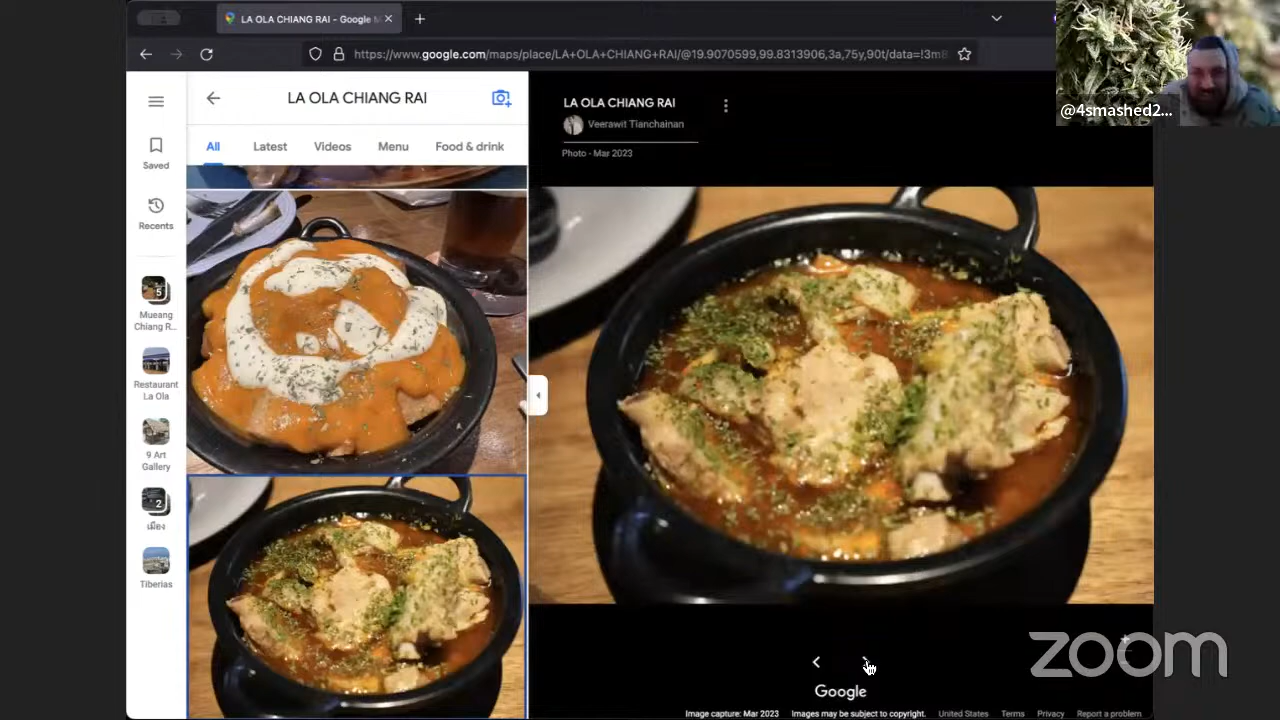 LA OLA CHIANG RAI - Google M
https://www.google.com/maps/place/LA+OLA+CHIANG+RAI/@19.9070599,99.8313906,3a,75y,90t/data=!3m8
@4smashed2...
LA OLA CHIANG RAI
All
Latest
Videos
Menu
Food & drink
Saved
Recents
5
Mueang
Chiang R...
Restaurant
La Ola
9 Art
Gallery
2
เมือง
Tiberias
LA OLA CHIANG RAI
Veerawit Tianchainan
Photo - Mar 2023
zoom
Google
Image capture: Mar 2023
Images may be subject to copyright.
United States
Terms
Privacy
Report a problem